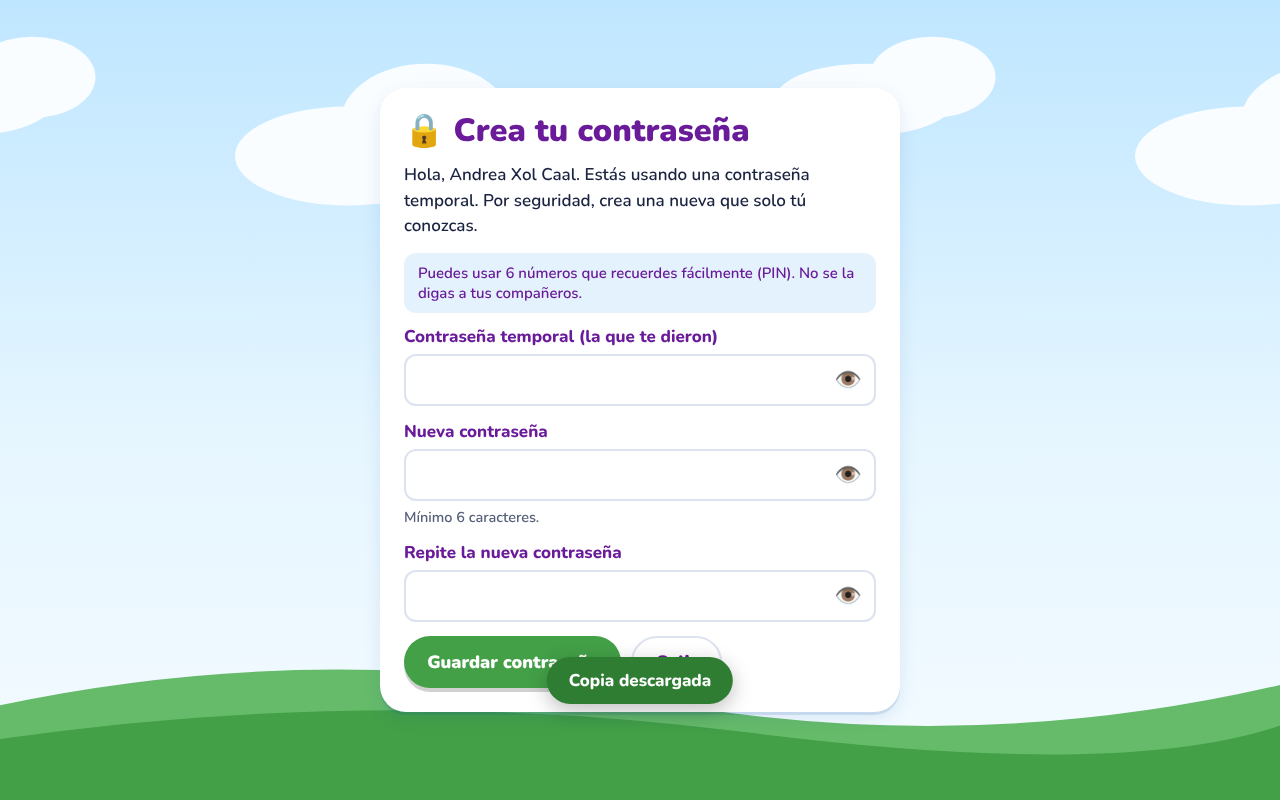 Crea tu contraseña
Hola, Andrea Xol Caal. Estás usando una contraseña
temporal. Por seguridad, crea una nueva que solo tú
conozcas.
Puedes usar 6 números que recuerdes fácilmente (PIN). No se la
digas a tus compañeros.
Contraseña temporal (la que te dieron)
Nueva contraseña
Mínimo 6 caracteres.
Repite la nueva contraseña
Guardar
Copia descargada